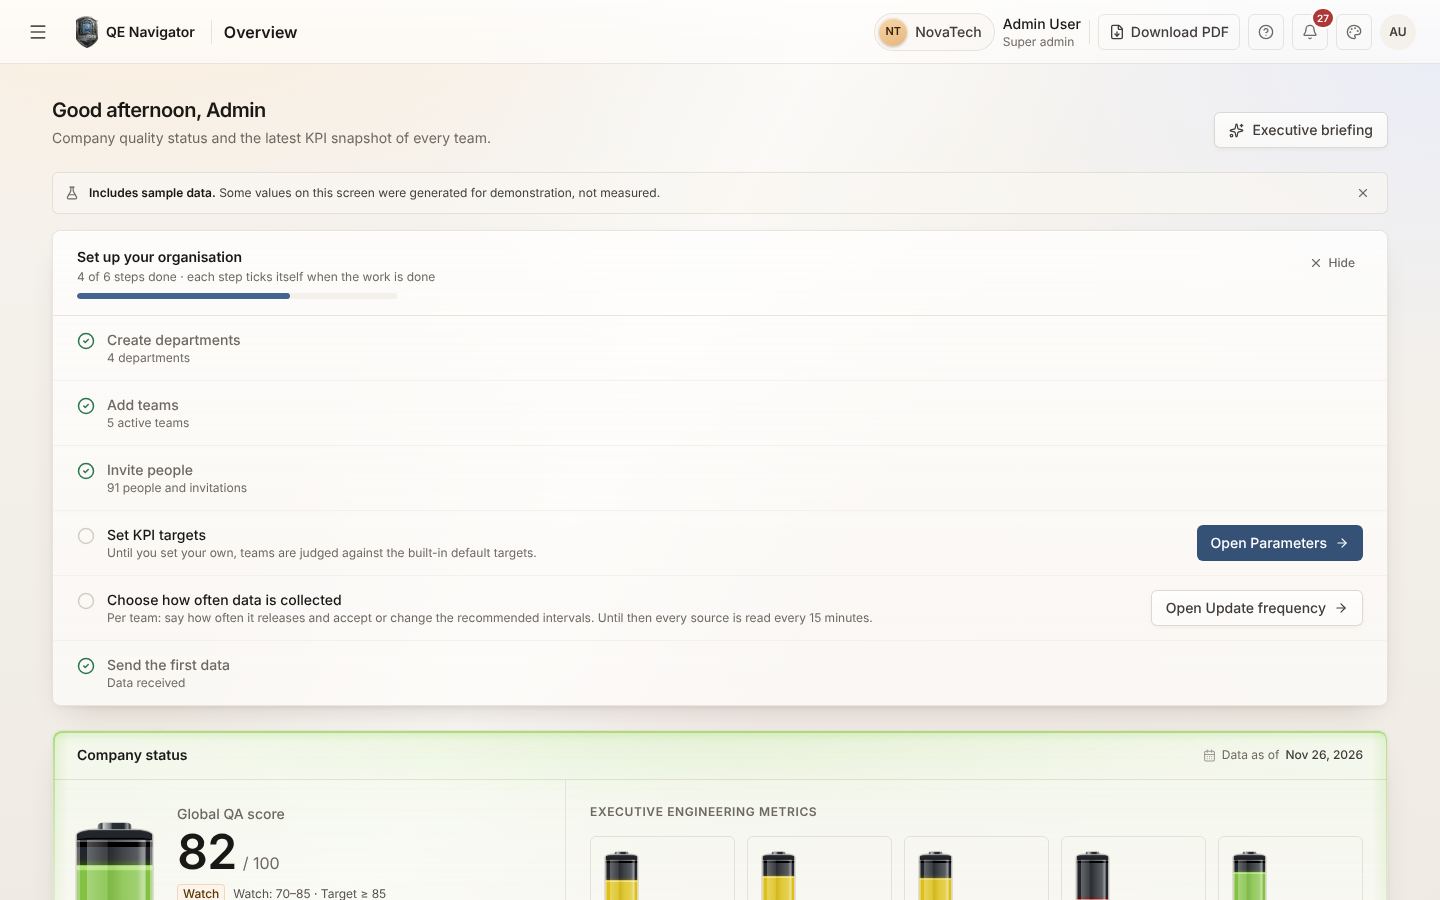 QE Navigator
Overview
NT
NovaTech
Admin User
Super admin
Download PDF
27
AU
Good afternoon, Admin
Company quality status and the latest KPI snapshot of every team.
Executive briefing
Includes sample data. Some values on this screen were generated for demonstration, not measured.
Set up your organisation
4 of 6 steps done · each step ticks itself when the work is done
Hide
Create departments
4 departments
Add teams
5 active teams
Invite people
91 people and invitations
Set KPI targets
Until you set your own, teams are judged against the built-in default targets.
Open Parameters
Choose how often data is collected
Per team: say how often it releases and accept or change the recommended intervals. Until then every source is read every 15 minutes.
Open Update frequency
Send the first data
Data received
Company status
Data as of Nov 26, 2026
Global QA score
82 / 100
Watch
Watch: 70–85 · Target ≥ 85
EXECUTIVE ENGINEERING METRICS